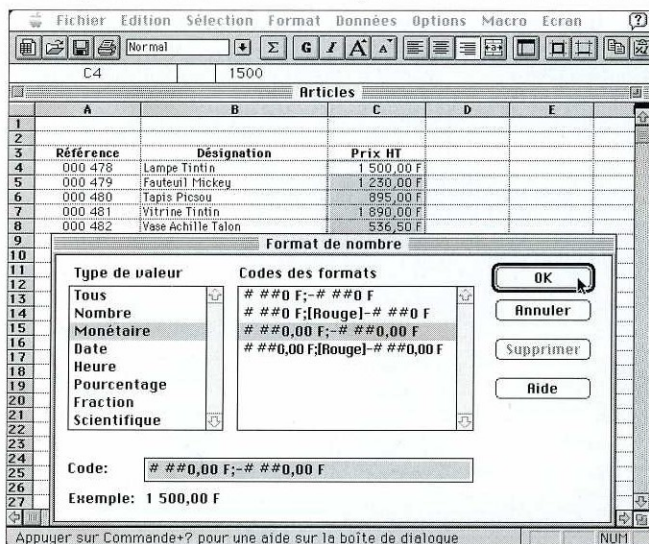 Fichier Edition Sélection Format Données Options Macro Ecran ?
Normal Σ G I A A
C4 1500
Articles
A B C D E
1
2
3 Référence Désignation Prix HT
4 000 478 Lampe Tintin 1 500,00 F
5 000 479 Fauteuil Mickey 1 230,00 F
6 000 480 Tapis Picsou 895,00 F
7 000 481 Vitrine Tintin 1 890,00 F
8 000 482 Vase Achille Talon 536,50 F
9
10
11
12
13
14
15
16
17
18
19
20
21
22
23
24
25
26
27
Format de nombre
Type de valeur
Tous
Nombre
Monétaire
Date
Heure
Pourcentage
Fraction
Scientifique
Codes des formats
# ##0 F;-# ##0 F
# ##0 F;[Rouge]-# ##0 F
# ##0,00 F;-# ##0,00 F
# ##0,00 F;[Rouge]-# ##0,00 F
OK
Annuler
Supprimer
Aide
Code: # ##0,00 F;-# ##0,00 F
Exemple: 1 500,00 F
Appuyer sur Commande+? pour une aide sur la boîte de dialogue NUM